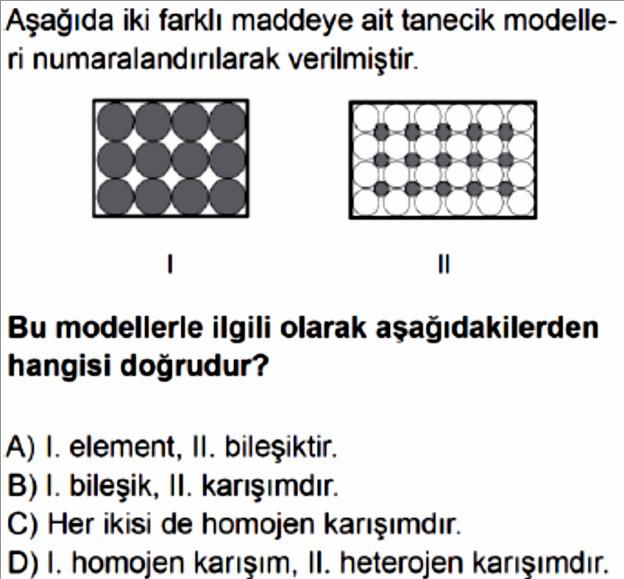 Aşağıda iki farklı maddeye ait tanecik modelle-
ri numaralandırılarak verilmiştir.
I
II
Bu modellerle ilgili olarak aşağıdakilerden
hangisi doğrudur?
A) I. element, II. bileşiktir.
B) I. bileşik, II. karışımdır.
C) Her ikisi de homojen karışımdır.
D) I. homojen karışım, II. heterojen karışımdır.